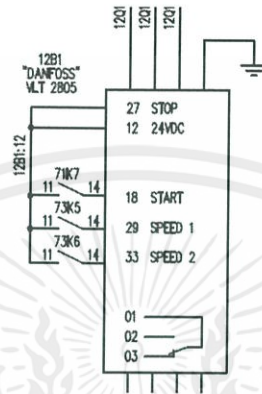 12Q1 12Q1 12Q1
12B1
"DANFOSS"
VLT 2805
27 STOP
12 24VDC
12B1:12
71K7
11 14
18 START
73K5
11 14
29 SPEED 1
73K6
11 14
33 SPEED 2
01
02
03